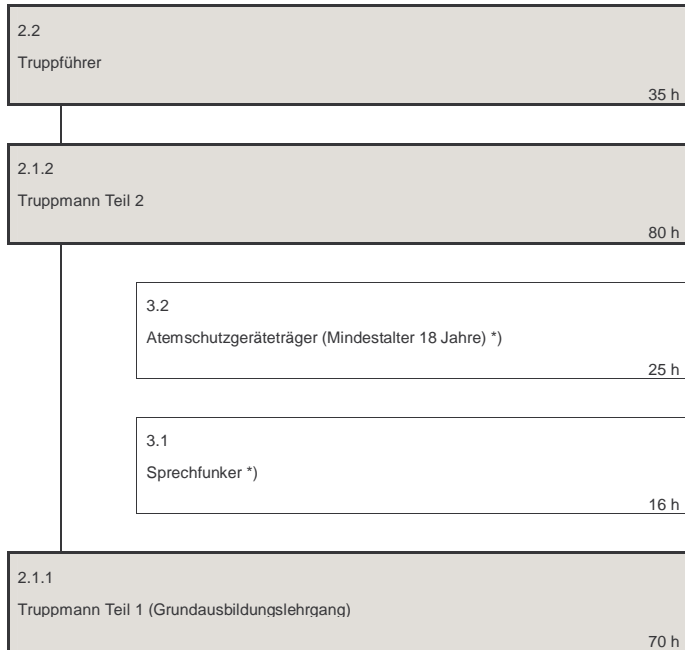 2.2
Truppführer
35 h
2.1.2
Truppmann Teil 2
80 h
3.2
Atemschutzgeräteträger (Mindestalter 18 Jahre) *)
25 h
3.1
Sprechfunker *)
16 h
2.1.1
Truppmann Teil 1 (Grundausbildungslehrgang)
70 h